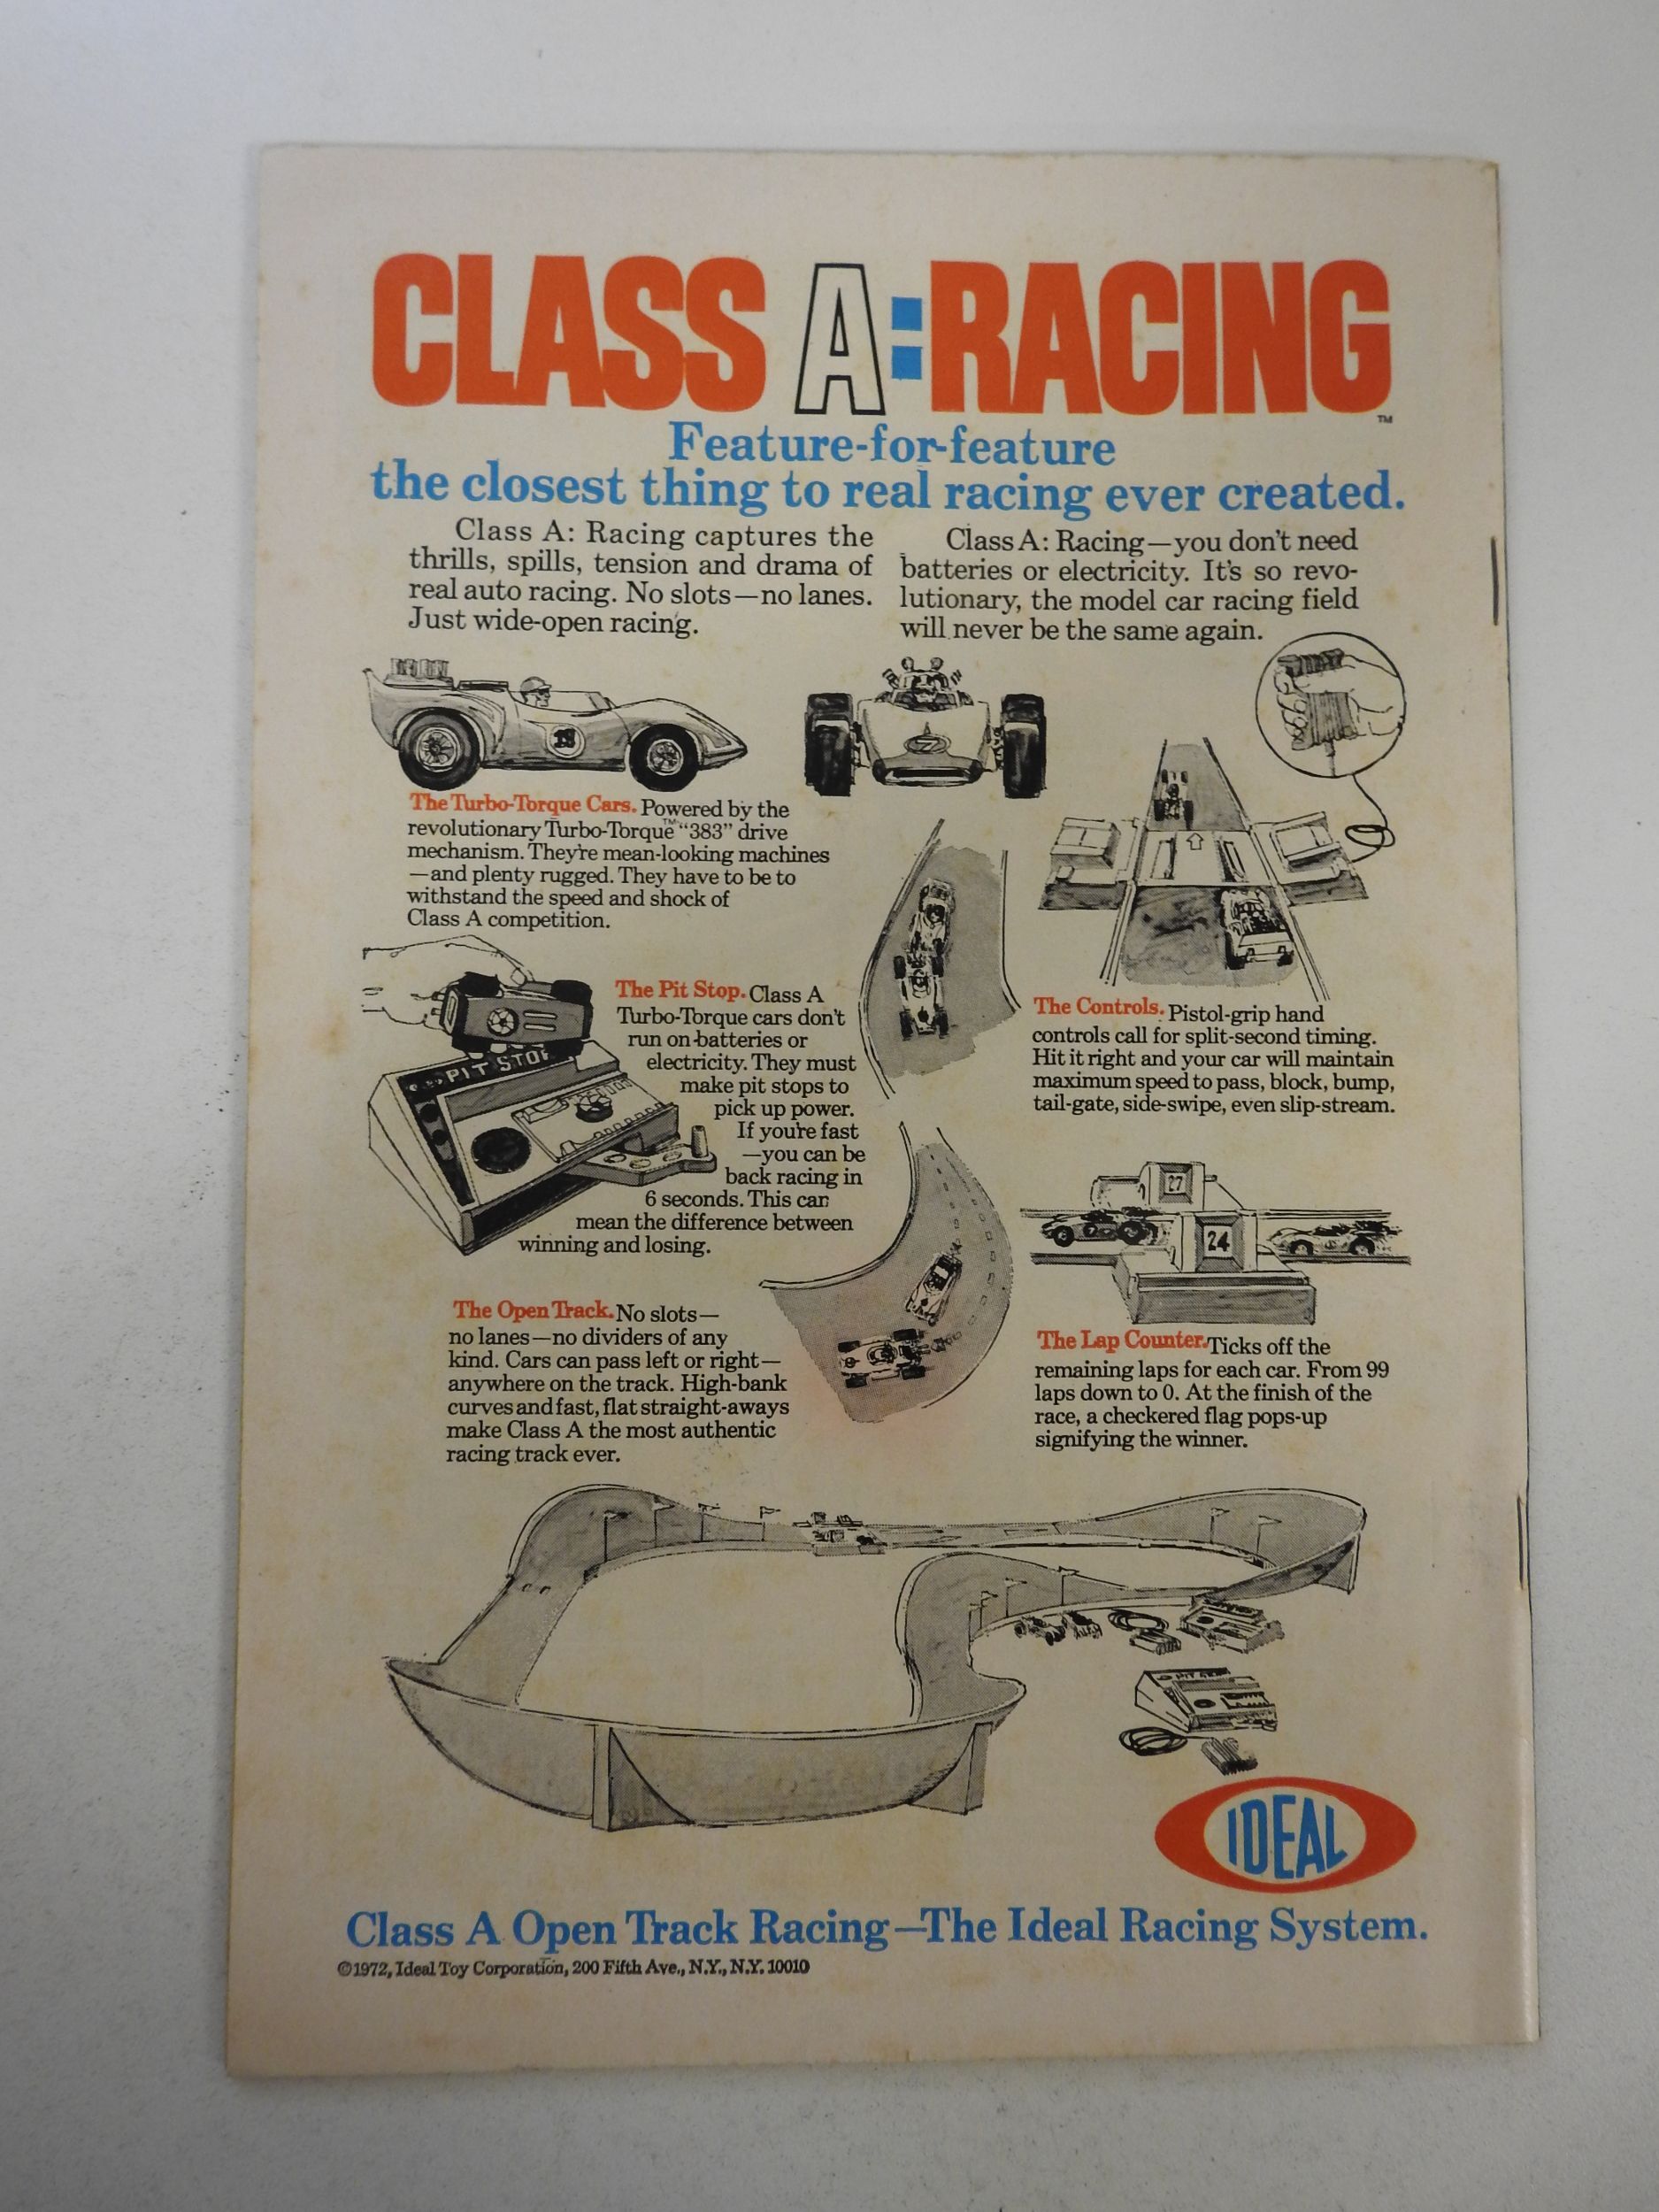 CLASS A:RACING
TM
Feature-for-feature
the closest thing to real racing ever created.
Class A: Racing captures the
thrills, spills, tension and drama of
real auto racing. No slots—no lanes.
Just wide-open racing.
Class A: Racing—you don't need
batteries or electricity. It's so revo-
lutionary, the model car racing field
will never be the same again.
7
The Turbo-Torque Cars. Powered by the
revolutionary Turbo-Torque™ "383" drive
mechanism. They're mean-looking machines
—and plenty rugged. They have to be to
withstand the speed and shock of
Class A competition.
PIT STOP
The Pit Stop. Class A
Turbo-Torque cars don't
run on batteries or
electricity. They must
make pit stops to
pick up power.
If you're fast
—you can be
back racing in
6 seconds. This can
mean the difference between
winning and losing.
The Controls. Pistol-grip hand
controls call for split-second timing.
Hit it right and your car will maintain
maximum speed to pass, block, bump,
tail-gate, side-swipe, even slip-stream.
27
24
The Open Track. No slots—
no lanes—no dividers of any
kind. Cars can pass left or right—
anywhere on the track. High-bank
curves and fast, flat straight-aways
make Class A the most authentic
racing track ever.
The Lap Counter. Ticks off the
remaining laps for each car. From 99
laps down to 0. At the finish of the
race, a checkered flag pops-up
signifying the winner.
IDEAL
Class A Open Track Racing—The Ideal Racing System.
©1972, Ideal Toy Corporation, 200 Fifth Ave., N.Y., N.Y. 10010